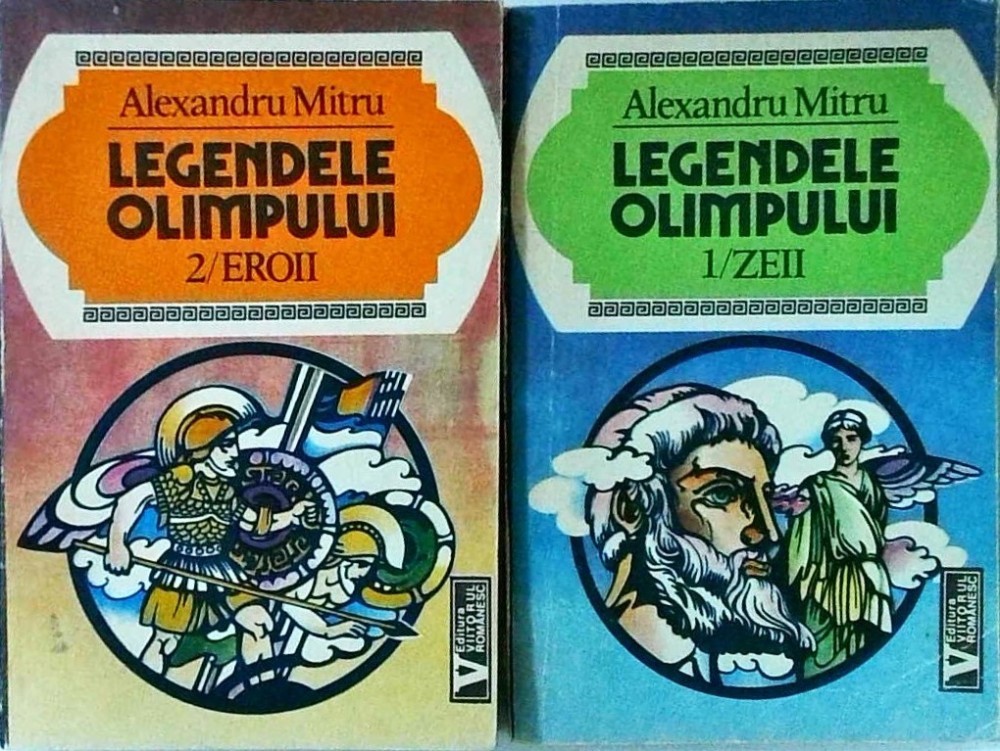 Alexandru Mitru
LEGENDELE
OLIMPULUI
2/EROII
Editura
VIITORUL
ROMÂNESC
Alexandru Mitru
LEGENDELE
OLIMPULUI
1/ZEII
Editura
VIITORUL
ROMÂNESC